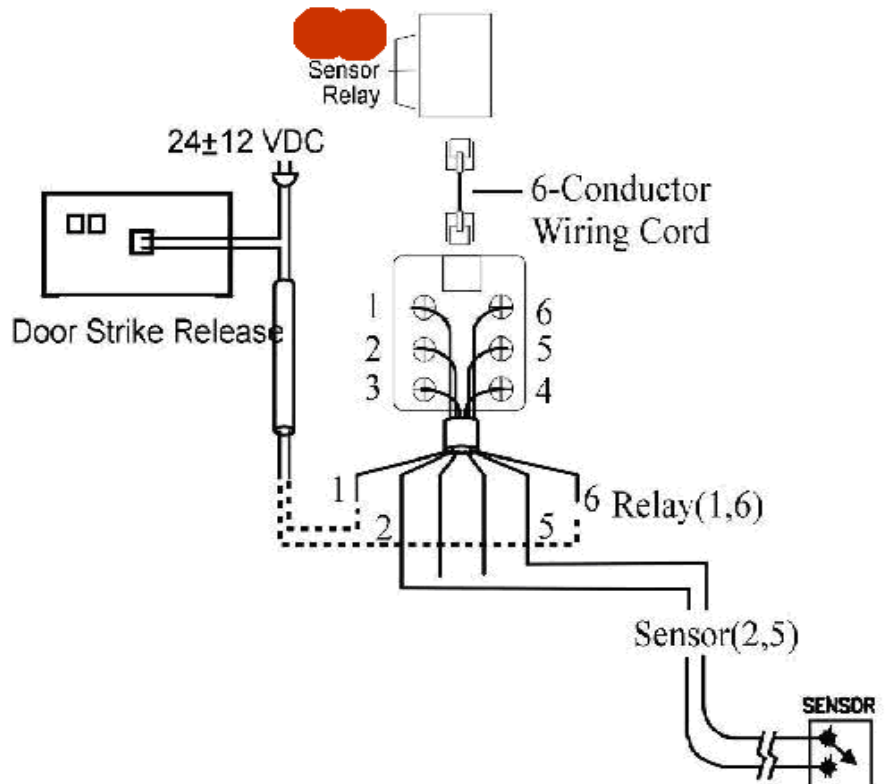 Sensor
Relay
24±12 VDC
6-Conductor
Wiring Cord
Door Strike Release
1
6
2
5
3
4
1
6
Relay(1,6)
2
5
Sensor(2,5)
SENSOR